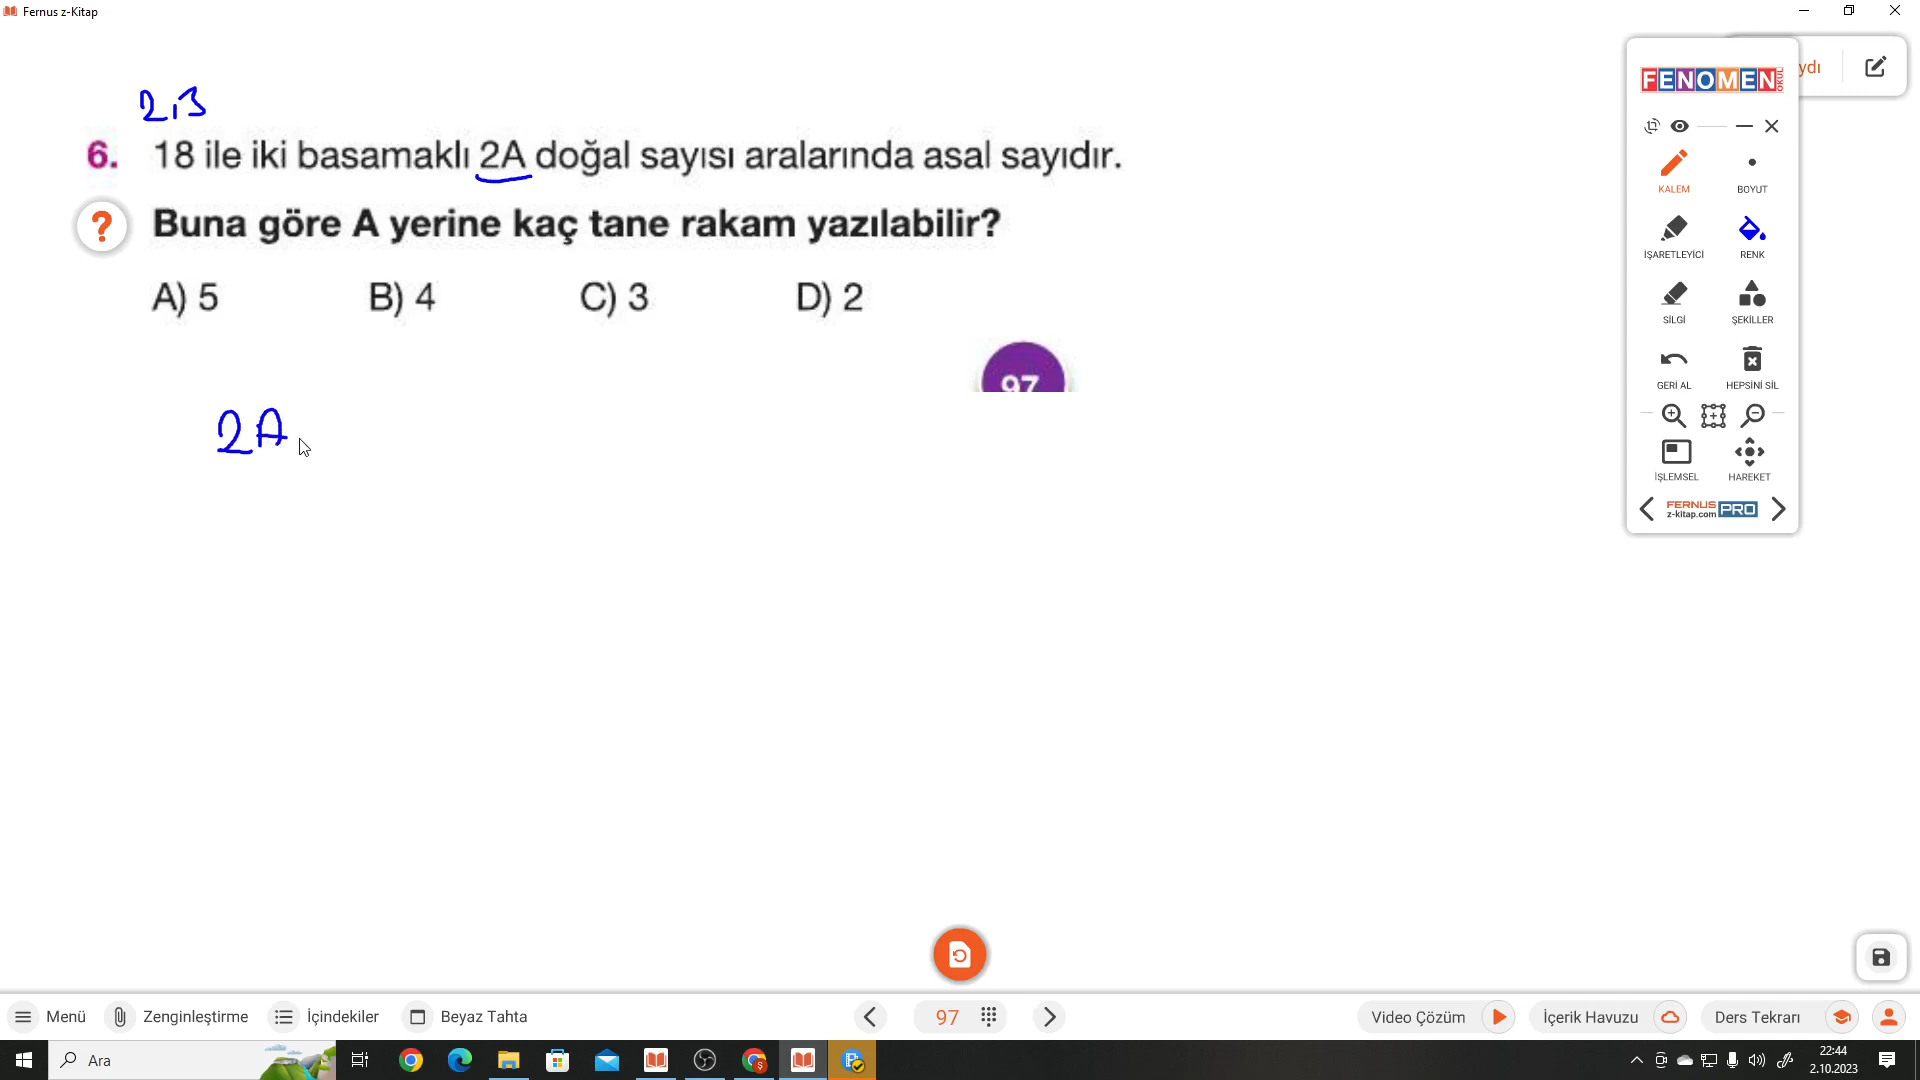 Fernus z-Kitap
2,3
6. 18 ile iki basamaklı 2A doğal sayısı aralarında asal sayıdır.
? Buna göre A yerine kaç tane rakam yazılabilir?
A) 5 B) 4 C) 3 D) 2
97
2A
ydı
FENOMEN OKUL
KALEM BOYUT
İŞARETLEYİCİ RENK
SİLGİ ŞEKİLLER
GERİ AL HEPSİNİ SİL
İŞLEMSEL HAREKET
FERNUS z-kitap.com PRO
Menü Zenginleştirme İçindekiler Beyaz Tahta 97 Video Çözüm İçerik Havuzu Ders Tekrarı
Ara
22:44
2.10.2023